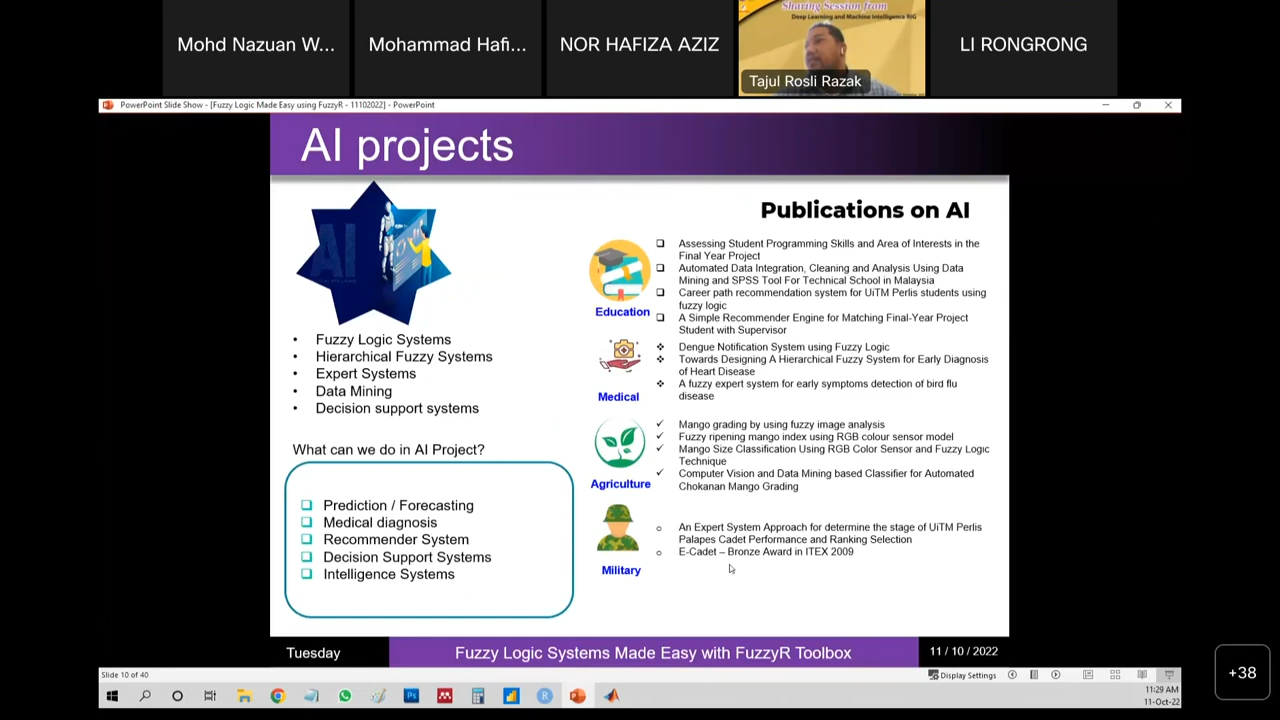 Mohd Nazuan W...
Mohammad Hafi...
NOR HAFIZA AZIZ
Sharing Session from
Deep Learning and Machine Intelligence RIG
Tajul Rosli Razak
LI RONGRONG
PowerPoint Slide Show - [Fuzzy Logic Made Easy using FuzzyR - 11102022] - PowerPoint
AI projects
AI
Fuzzy Logic Systems
Hierarchical Fuzzy Systems
Expert Systems
Data Mining
Decision support systems
What can we do in AI Project?
Prediction / Forecasting
Medical diagnosis
Recommender System
Decision Support Systems
Intelligence Systems
Publications on AI
Education
Assessing Student Programming Skills and Area of Interests in the
Final Year Project
Automated Data Integration, Cleaning and Analysis Using Data
Mining and SPSS Tool For Technical School in Malaysia
Career path recommendation system for UiTM Perlis students using
fuzzy logic
A Simple Recommender Engine for Matching Final-Year Project
Student with Supervisor
Medical
Dengue Notification System using Fuzzy Logic
Towards Designing A Hierarchical Fuzzy System for Early Diagnosis
of Heart Disease
A fuzzy expert system for early symptoms detection of bird flu
disease
Agriculture
Mango grading by using fuzzy image analysis
Fuzzy ripening mango index using RGB colour sensor model
Mango Size Classification Using RGB Color Sensor and Fuzzy Logic
Technique
Computer Vision and Data Mining based Classifier for Automated
Chokanan Mango Grading
Military
An Expert System Approach for determine the stage of UiTM Perlis
Palapes Cadet Performance and Ranking Selection
E-Cadet – Bronze Award in ITEX 2009
Tuesday
Fuzzy Logic Systems Made Easy with FuzzyR Toolbox
11 / 10 / 2022
Slide 10 of 40
Display Settings
Ps
R
11:29 AM
11-Oct-22
+38